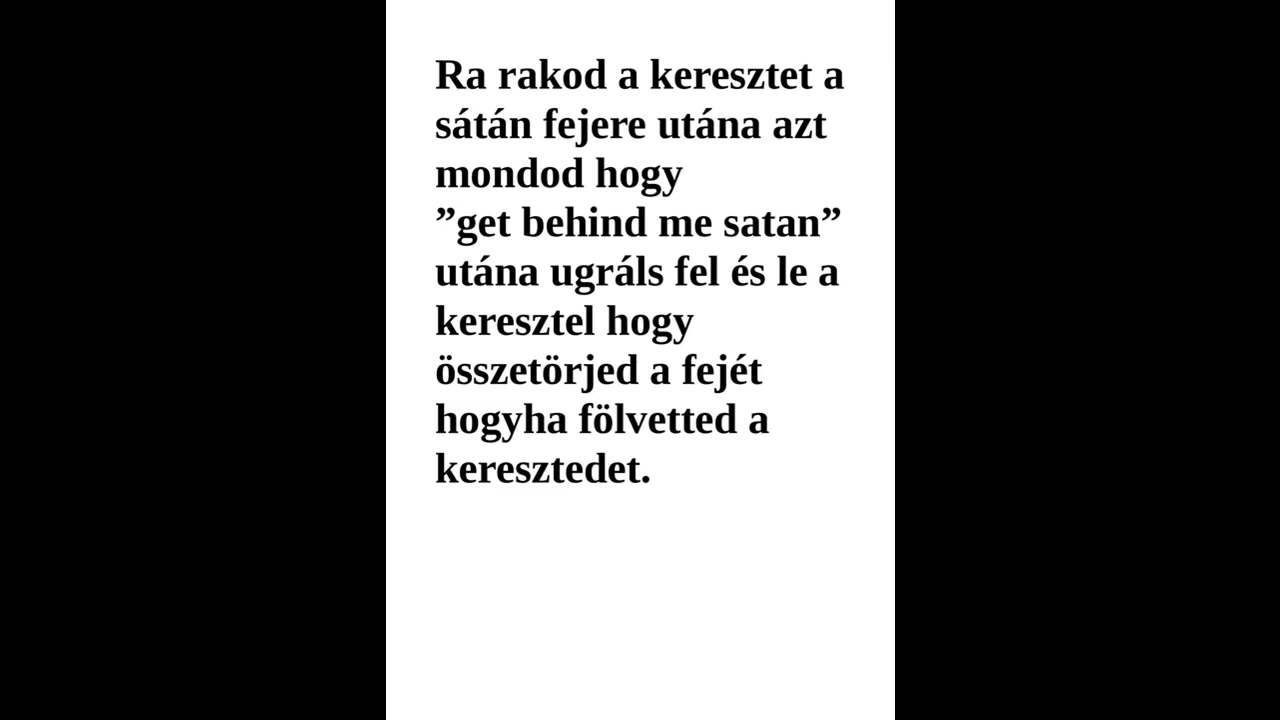 Ra rakod a keresztet a
sátán fejere utána azt
mondod hogy
”get behind me satan”
utána ugráls fel és le a
keresztel hogy
összetörjed a fejét
hogyha fölvetted a
keresztedet.